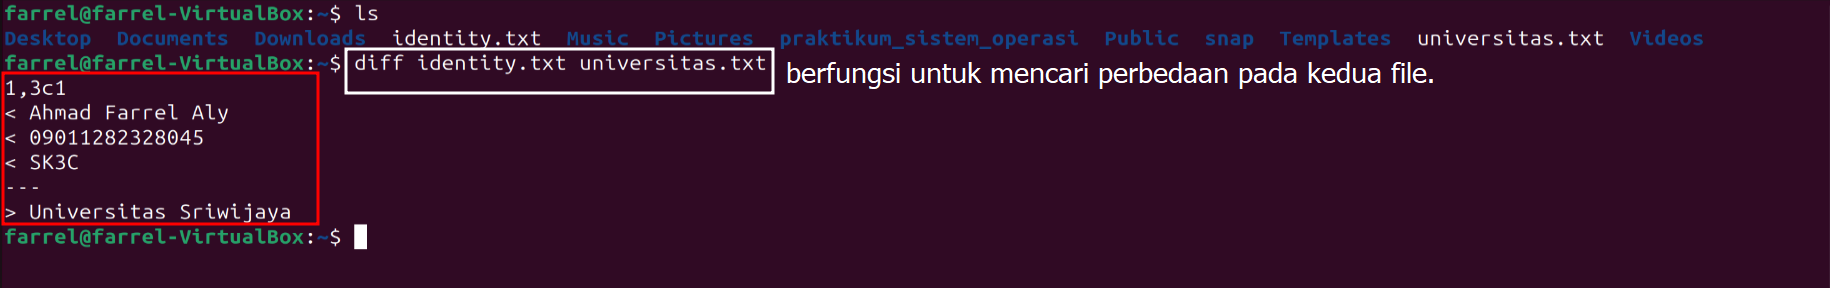 farrel@farrel-VirtualBox:~$ ls
Desktop Documents Downloads identity.txt Music Pictures praktikum_sistem_operasi Public snap Templates universitas.txt Videos
farrel@farrel-VirtualBox:~$ diff identity.txt universitas.txt berfungsi untuk mencari perbedaan pada kedua file.
1,3c1
< Ahmad Farrel Aly
< 09011282328045
< SK3C
---
> Universitas Sriwijaya
farrel@farrel-VirtualBox:~$